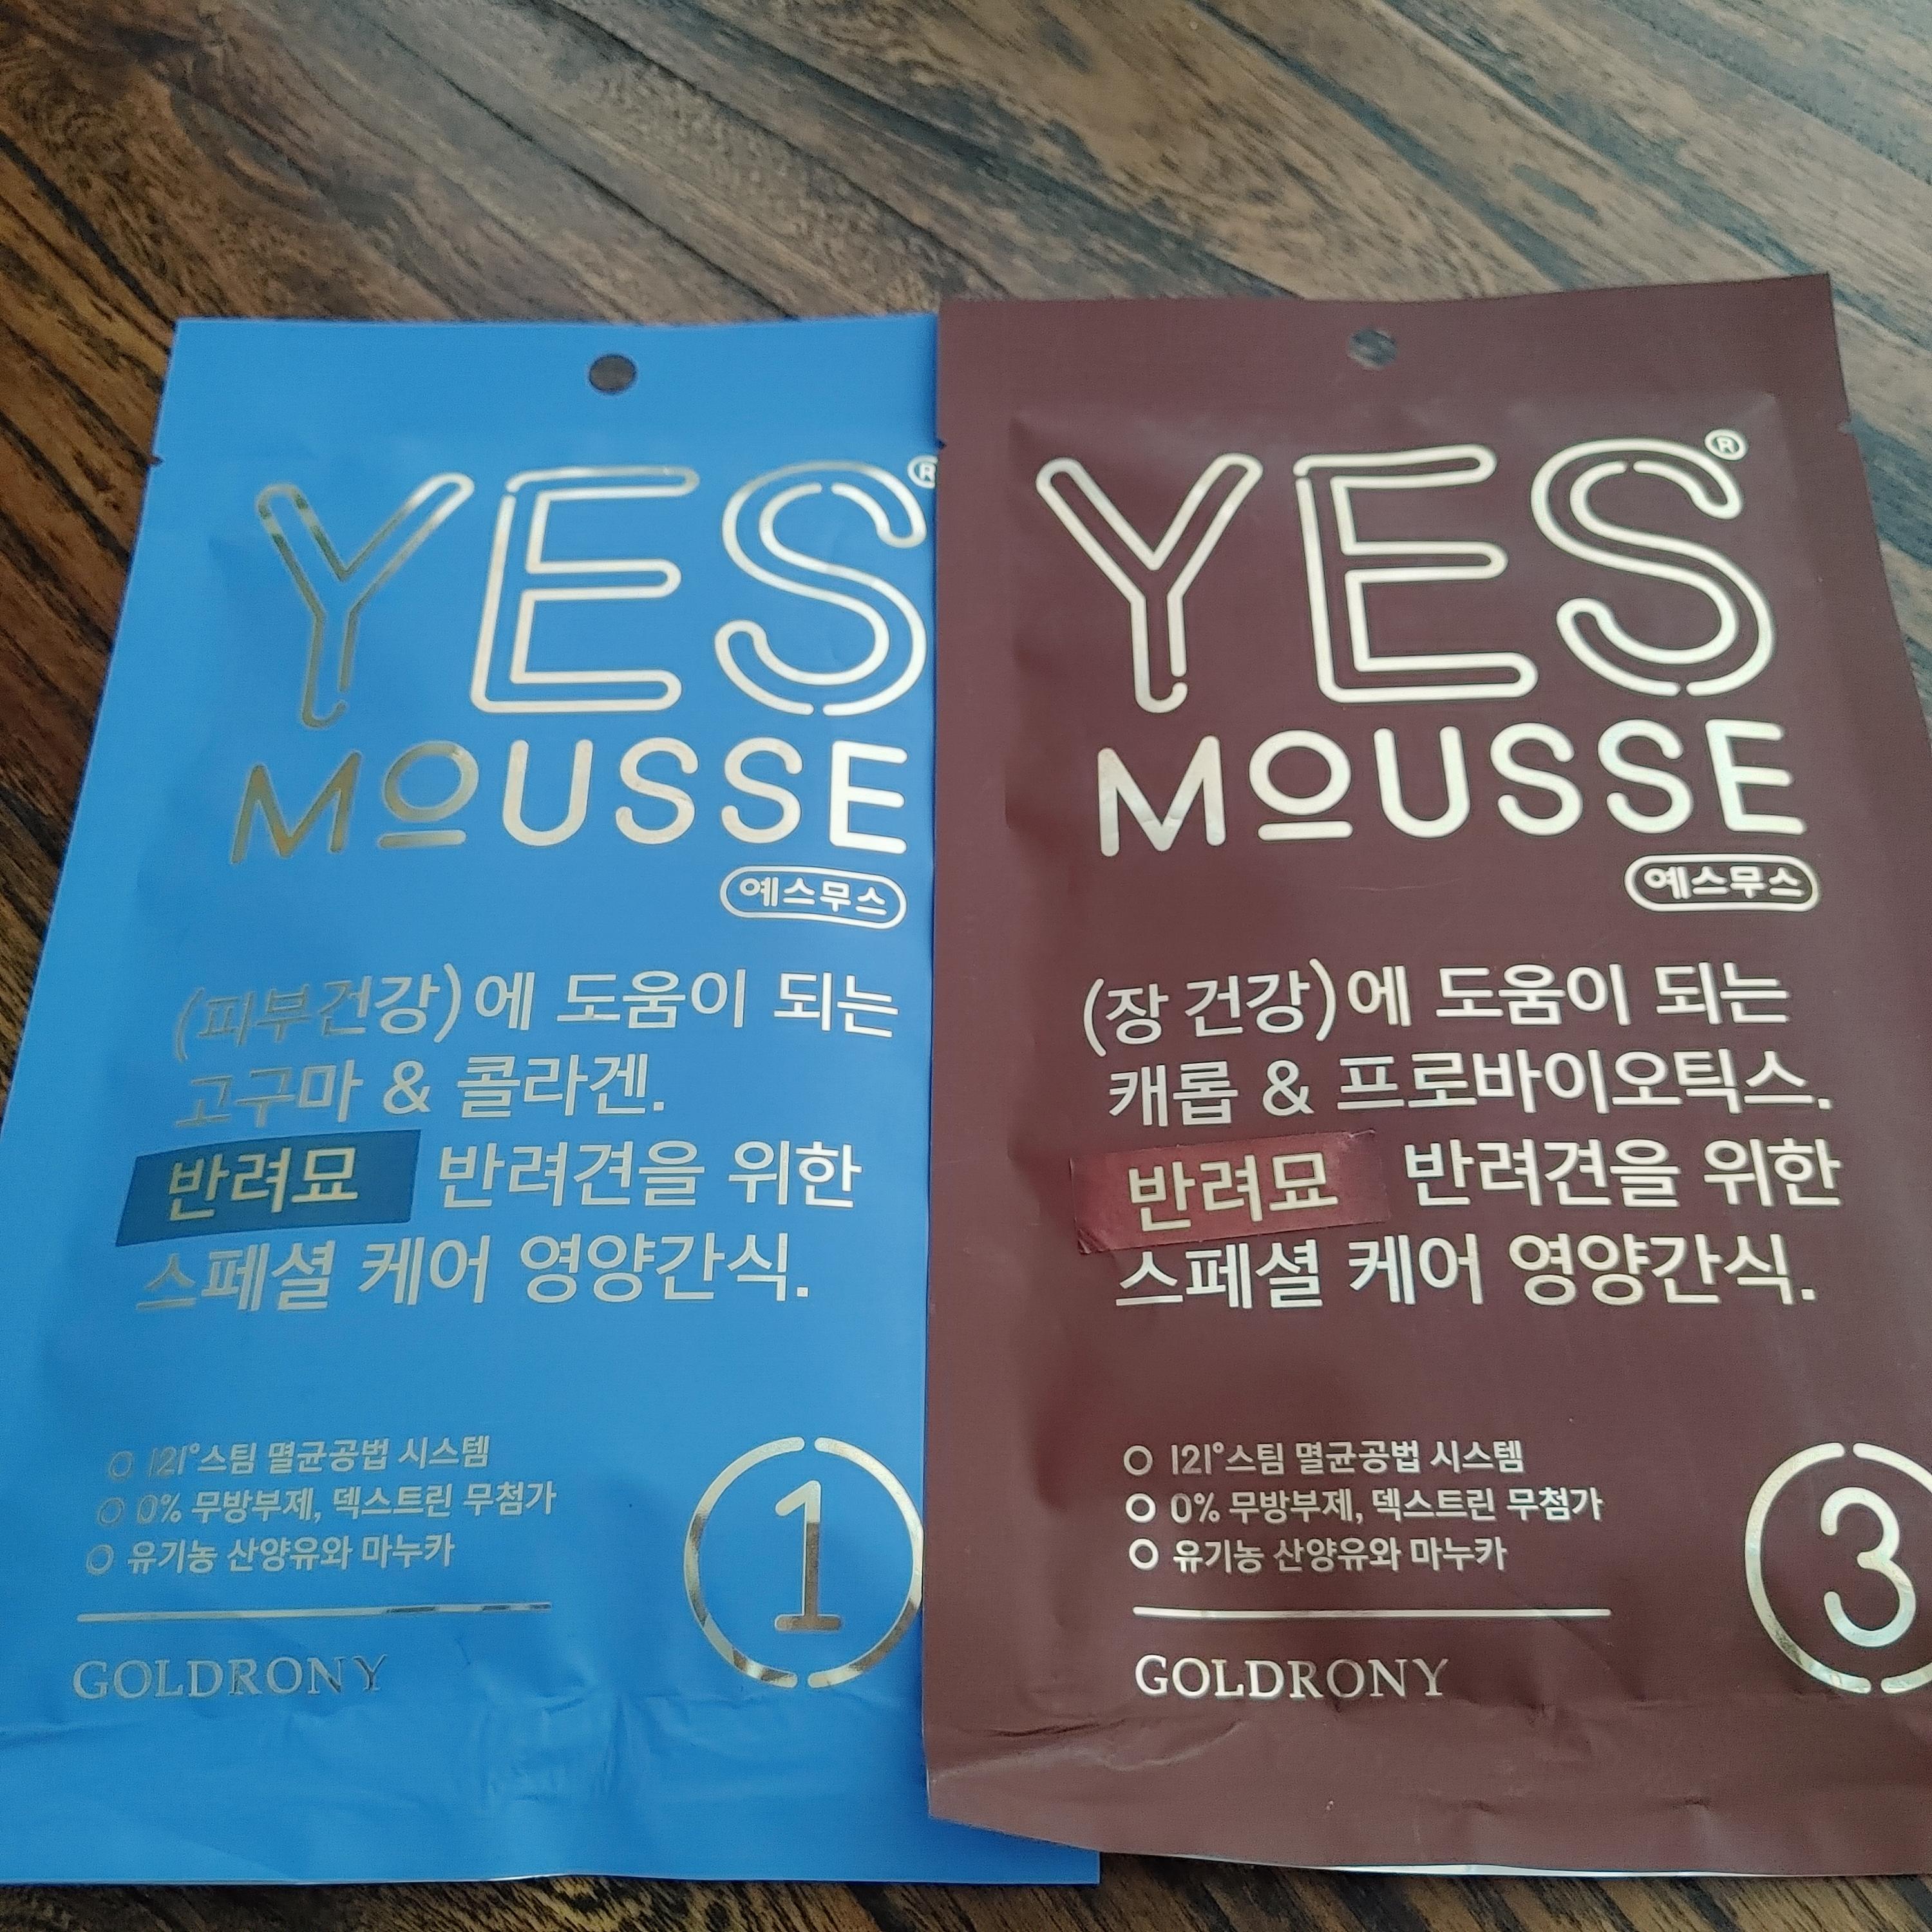 YES®
MOUSSE
예스무스
(피부건강)에 도움이 되는
고구마 & 콜라겐.
반려묘 반려견을 위한
스페셜 케어 영양간식.
O 121°스팀 멸균공법 시스템
O 0% 무방부제, 덱스트린 무첨가
O 유기농 산양유와 마누카
1
GOLDRONY
YES®
MOUSSE
예스무스
(장 건강)에 도움이 되는
캐롭 & 프로바이오틱스.
반려묘 반려견을 위한
스페셜 케어 영양간식.
O 121°스팀 멸균공법 시스템
O 0% 무방부제, 덱스트린 무첨가
O 유기농 산양유와 마누카
3
GOLDRONY